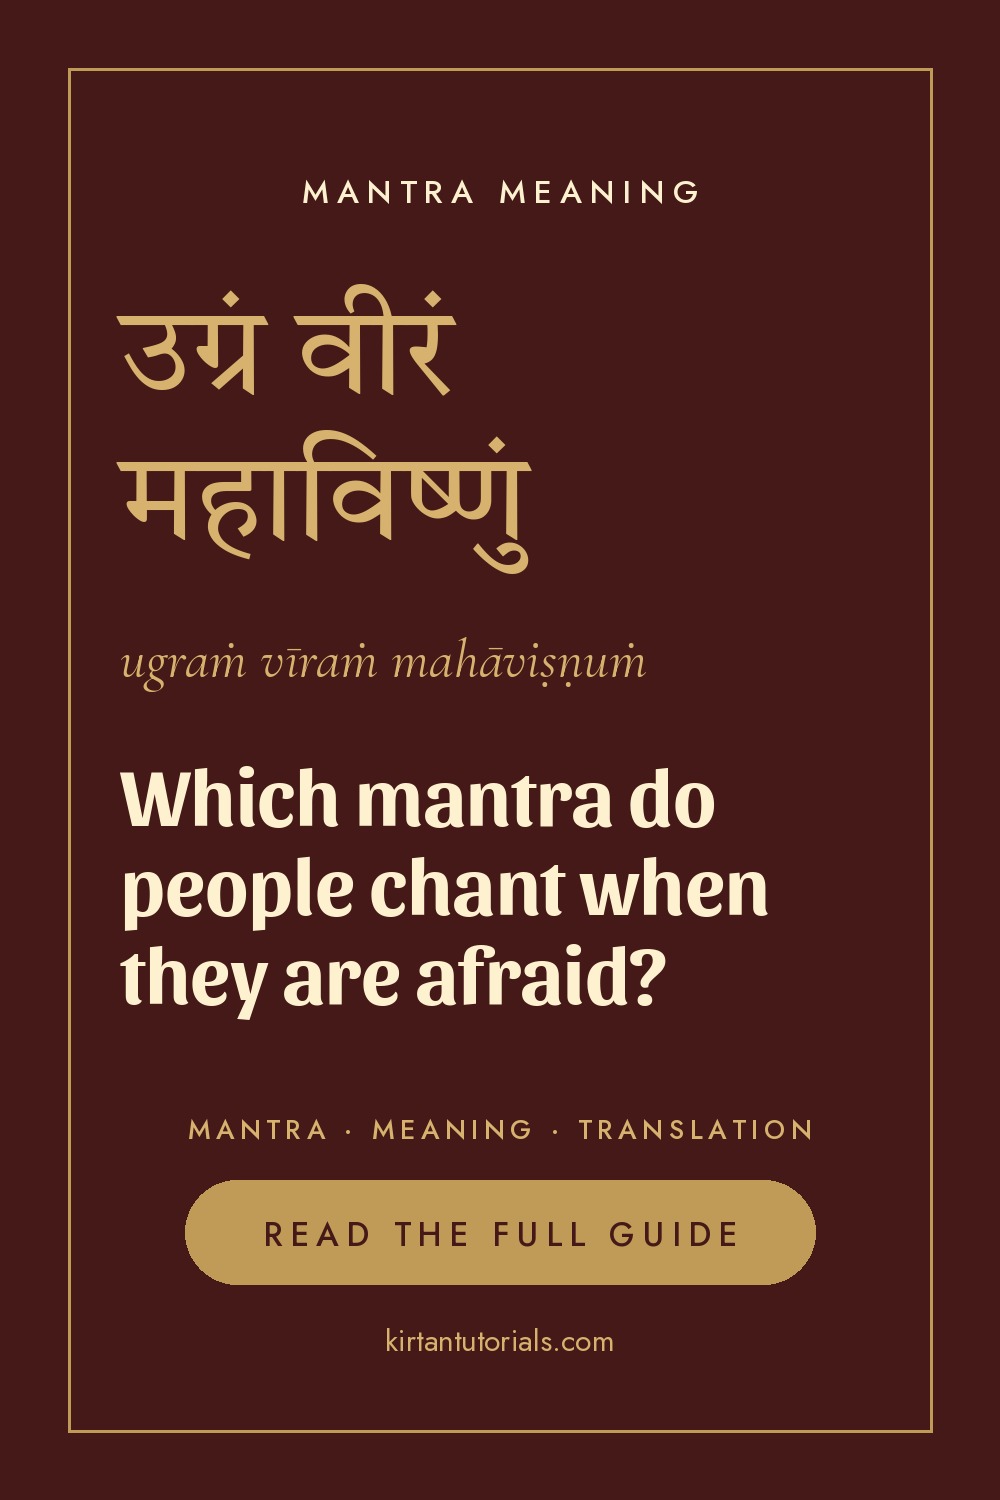 MANTRA MEANING
उग्रं वीरं
महाविष्णुं
ugraṁ vīraṁ mahāviṣṇuṁ
Which mantra do
people chant when
they are afraid?
MANTRA · MEANING · TRANSLATION
READ THE FULL GUIDE
kirtantutorials.com